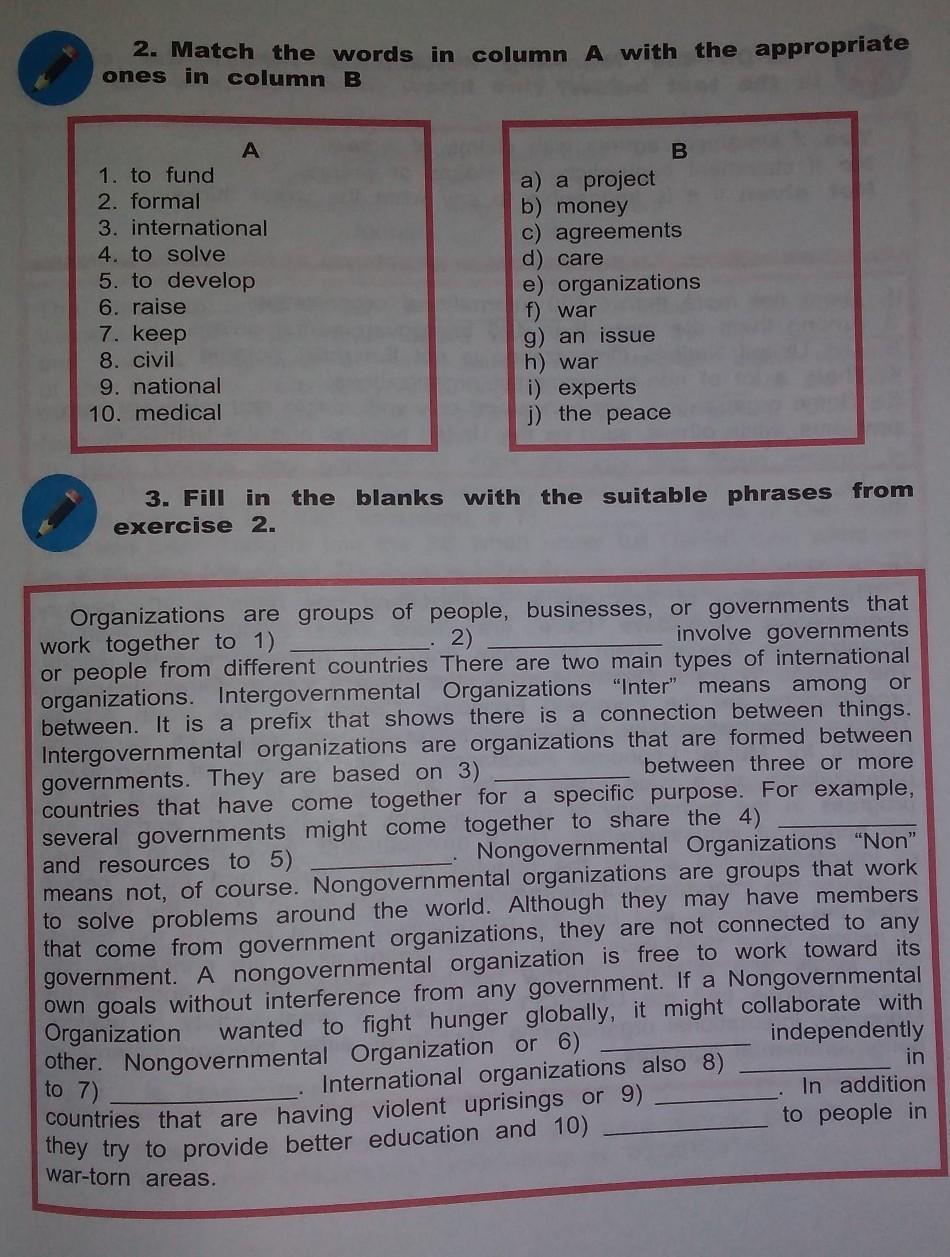 2. Match the words in column A with the appropriate
ones in column B
A
1. to fund
2. formal
3. international
4. to solve
5. to develop
6. raise
7. keep
8. civil
9. national
10. medical
B
a) a project
b) money
c) agreements
d) care
e) organizations
f) war
g) an issue
h) war
i) experts
j) the peace
3. Fill in the blanks with the suitable phrases from
exercise 2.
Organizations are groups of people, businesses, or governments that
work together to 1) ____________. 2) _______________ involve governments
or people from different countries There are two main types of international
organizations. Intergovernmental Organizations “Inter” means among or
between. It is a prefix that shows there is a connection between things.
Intergovernmental organizations are organizations that are formed between
governments. They are based on 3) ____________ between three or more
countries that have come together for a specific purpose. For example,
several governments might come together to share the 4) ____________
and resources to 5) ____________. Nongovernmental Organizations “Non”
means not, of course. Nongovernmental organizations are groups that work
to solve problems around the world. Although they may have members
that come from government organizations, they are not connected to any
government. A nongovernmental organization is free to work toward its
own goals without interference from any government. If a Nongovernmental
Organization wanted to fight hunger globally, it might collaborate with
other. Nongovernmental Organization or 6) _____________ independently
to 7) ________________. International organizations also 8) _____________ in
countries that are having violent uprisings or 9) ___________. In addition
they try to provide better education and 10) ______________ to people in
war-torn areas.